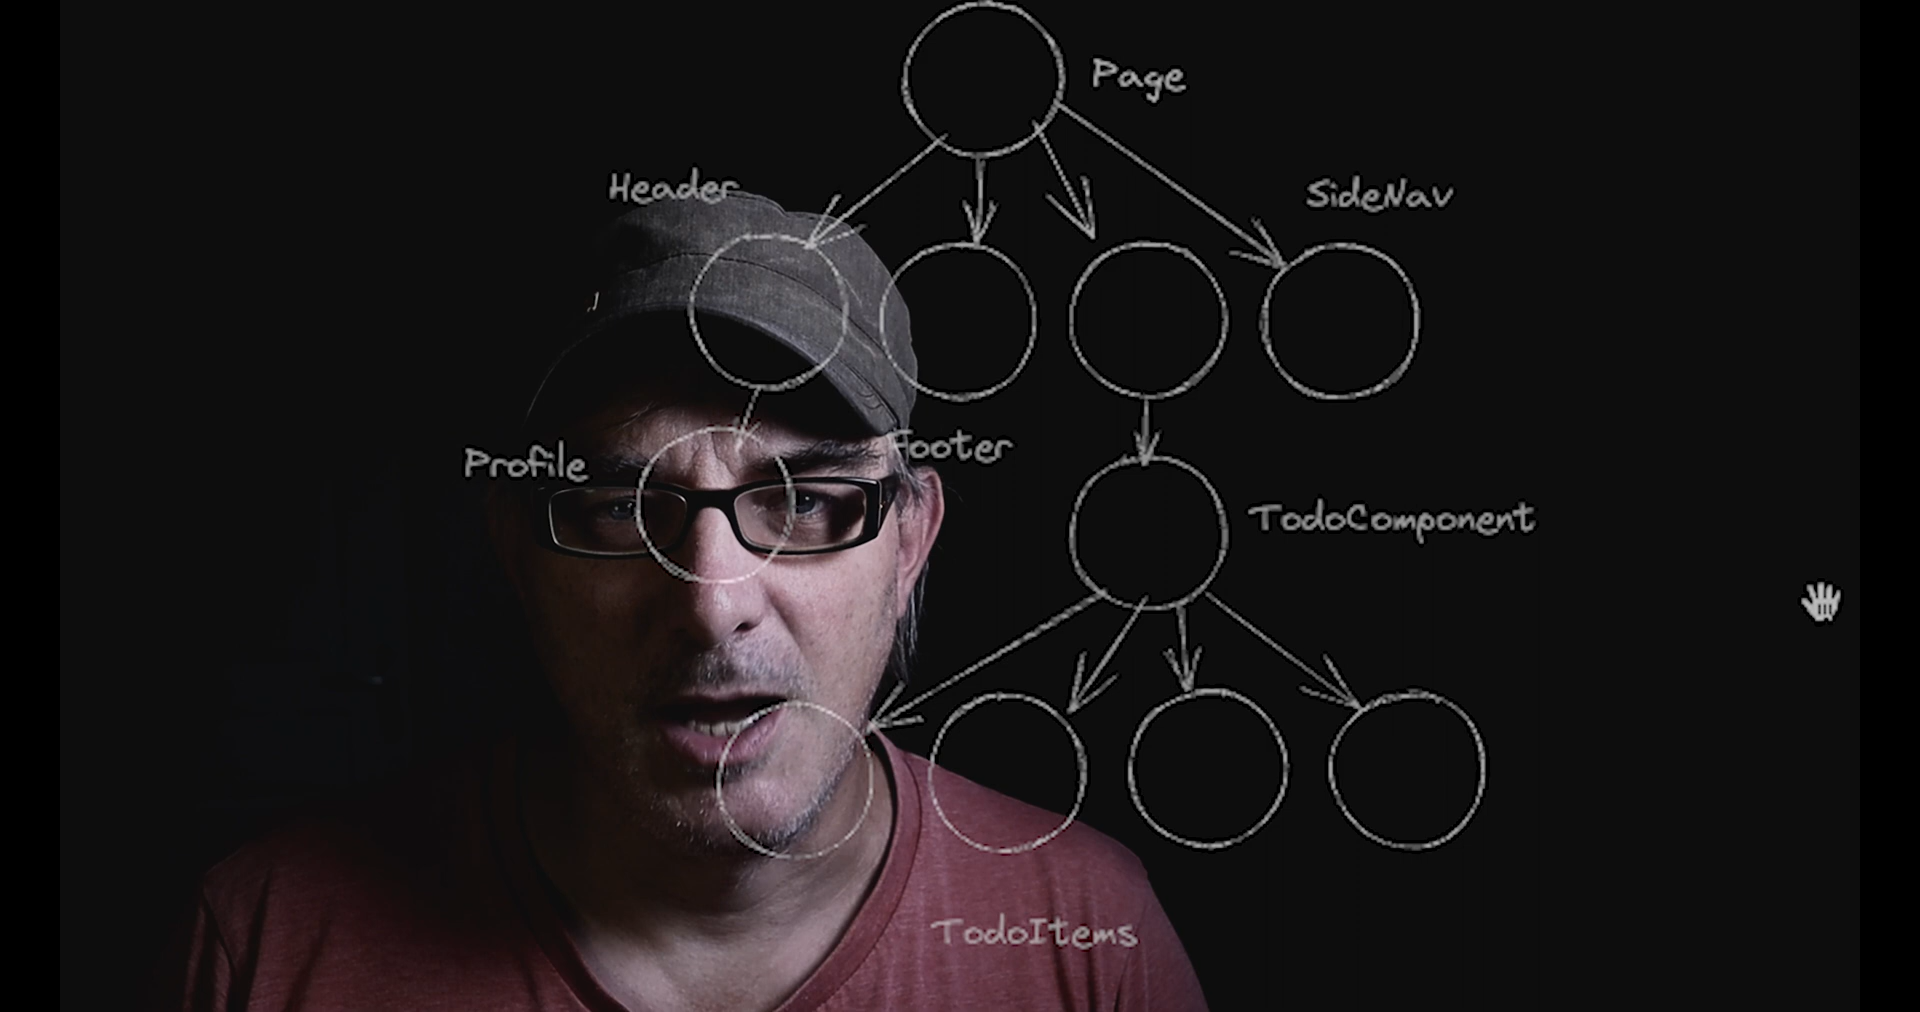 Page
Header
SideNav
Profile
Footer
TodoComponent
TodoItems